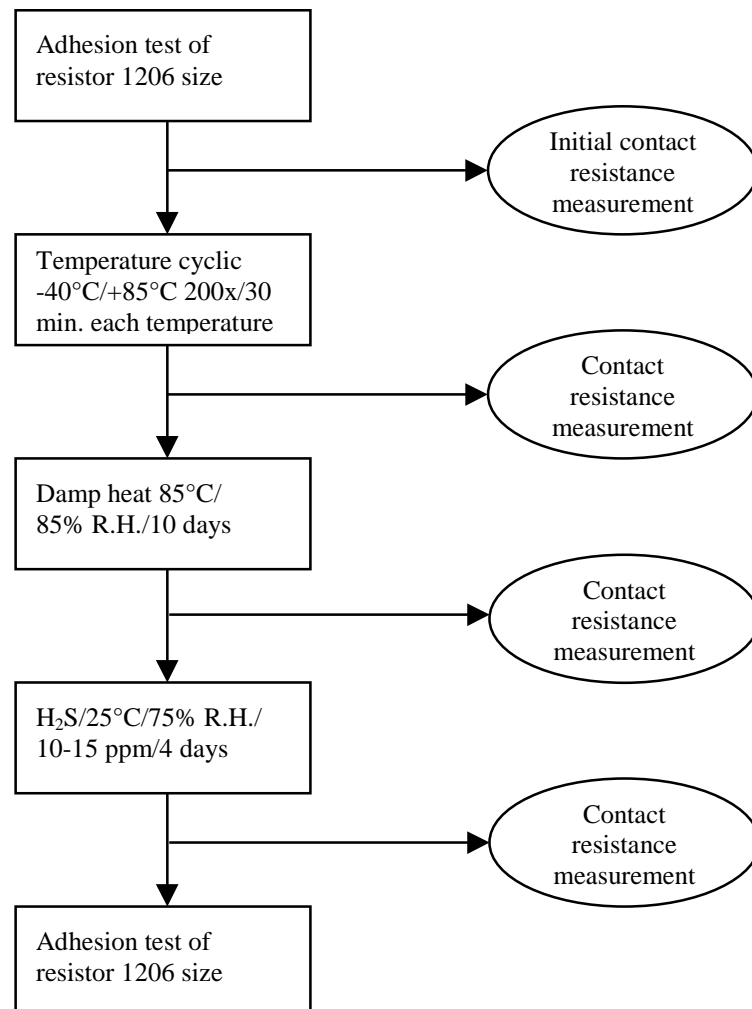 Adhesion test of
resistor 1206 size
Initial contact
resistance
measurement
Temperature cyclic
-40°C/+85°C 200x/30
min. each temperature
Contact
resistance
measurement
Damp heat 85°C/
85% R.H./10 days
Contact
resistance
measurement
H₂S/25°C/75% R.H./
10-15 ppm/4 days
Contact
resistance
measurement
Adhesion test of
resistor 1206 size